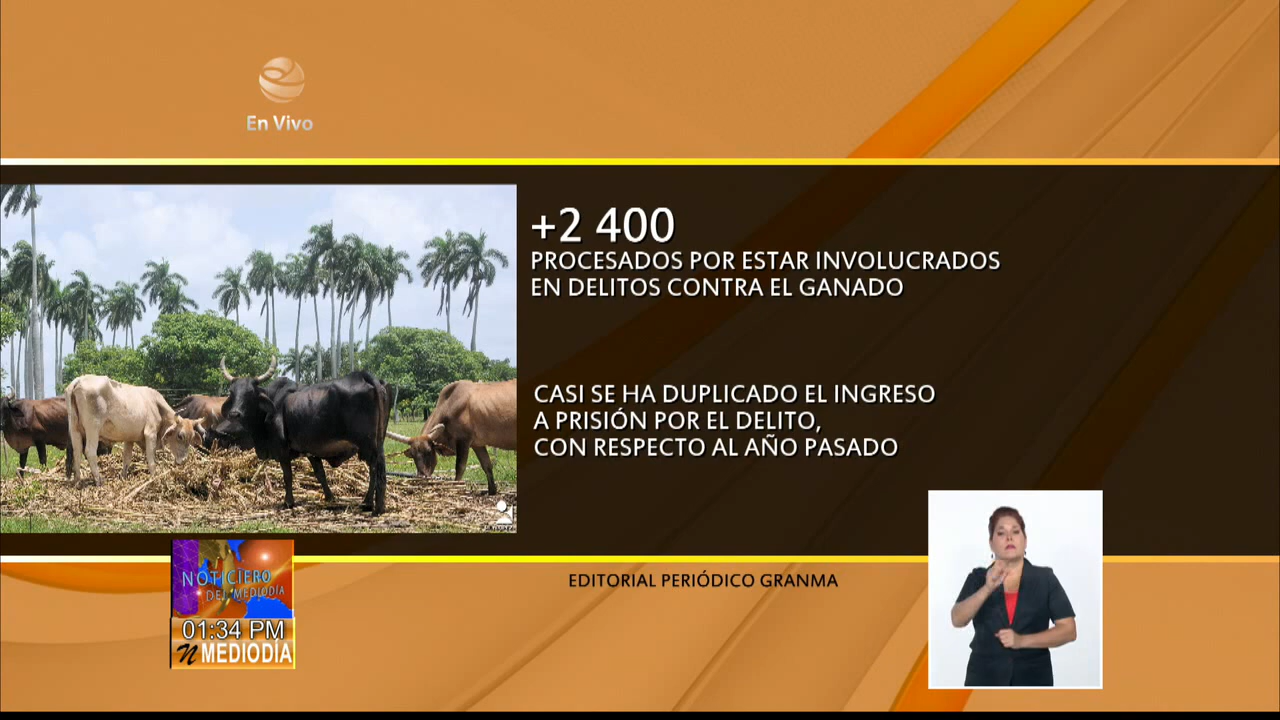 En Vivo
+2 400
PROCESADOS POR ESTAR INVOLUCRADOS
EN DELITOS CONTRA EL GANADO
CASI SE HA DUPLICADO EL INGRESO
A PRISIÓN POR EL DELITO,
CON RESPECTO AL AÑO PASADO
EDITORIAL PERIÓDICO GRANMA
NOTICIERO
DEL MEDIODIA
01:34 PM
N MEDIODÍA